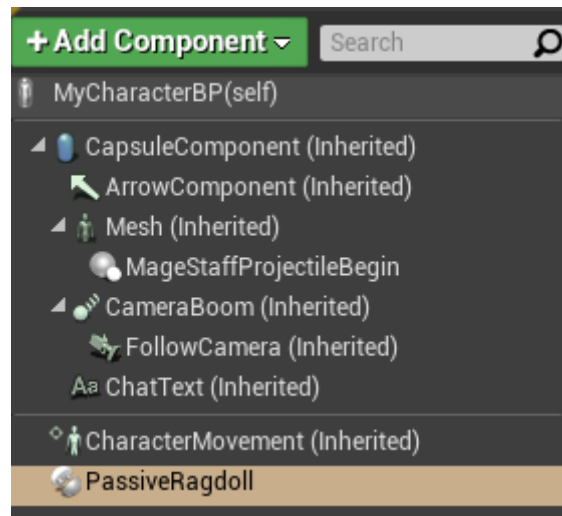 + Add Component Search
MyCharacterBP(self)
CapsuleComponent (Inherited)
ArrowComponent (Inherited)
Mesh (Inherited)
MageStaffProjectileBegin
CameraBoom (Inherited)
FollowCamera (Inherited)
Aa ChatText (Inherited)
CharacterMovement (Inherited)
PassiveRagdoll